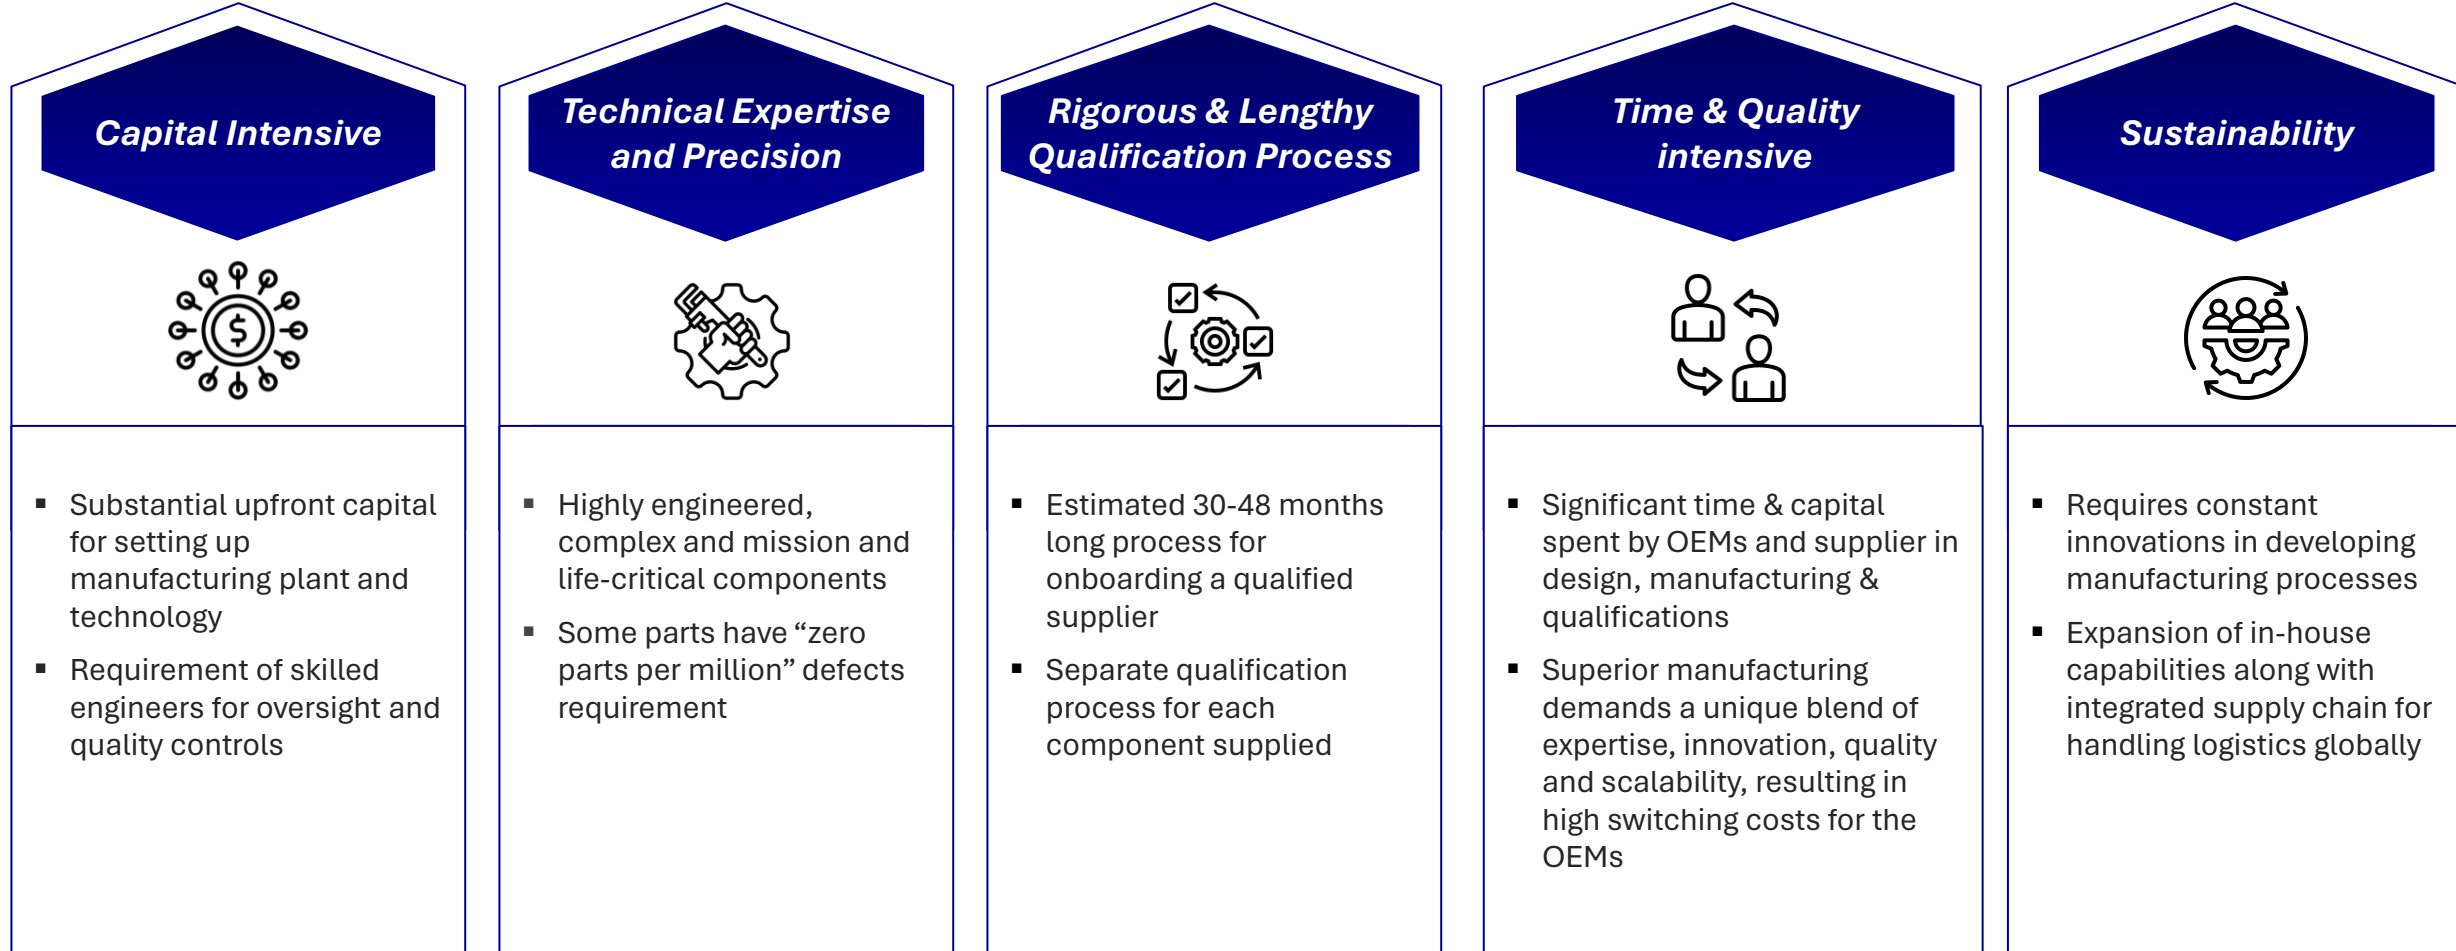 Capital Intensive
Substantial upfront capital
for setting up
manufacturing plant and
technology
Requirement of skilled
engineers for oversight and
quality controls
Technical Expertise
and Precision
Highly engineered,
complex and mission and
life-critical components
Some parts have “zero
parts per million” defects
requirement
Rigorous & Lengthy
Qualification Process
Estimated 30-48 months
long process for
onboarding a qualified
supplier
Separate qualification
process for each
component supplied
Time & Quality
intensive
Significant time & capital
spent by OEMs and supplier in
design, manufacturing &
qualifications
Superior manufacturing
demands a unique blend of
expertise, innovation, quality
and scalability, resulting in
high switching costs for the
OEMs
Sustainability
Requires constant
innovations in developing
manufacturing processes
Expansion of in-house
capabilities along with
integrated supply chain for
handling logistics globally